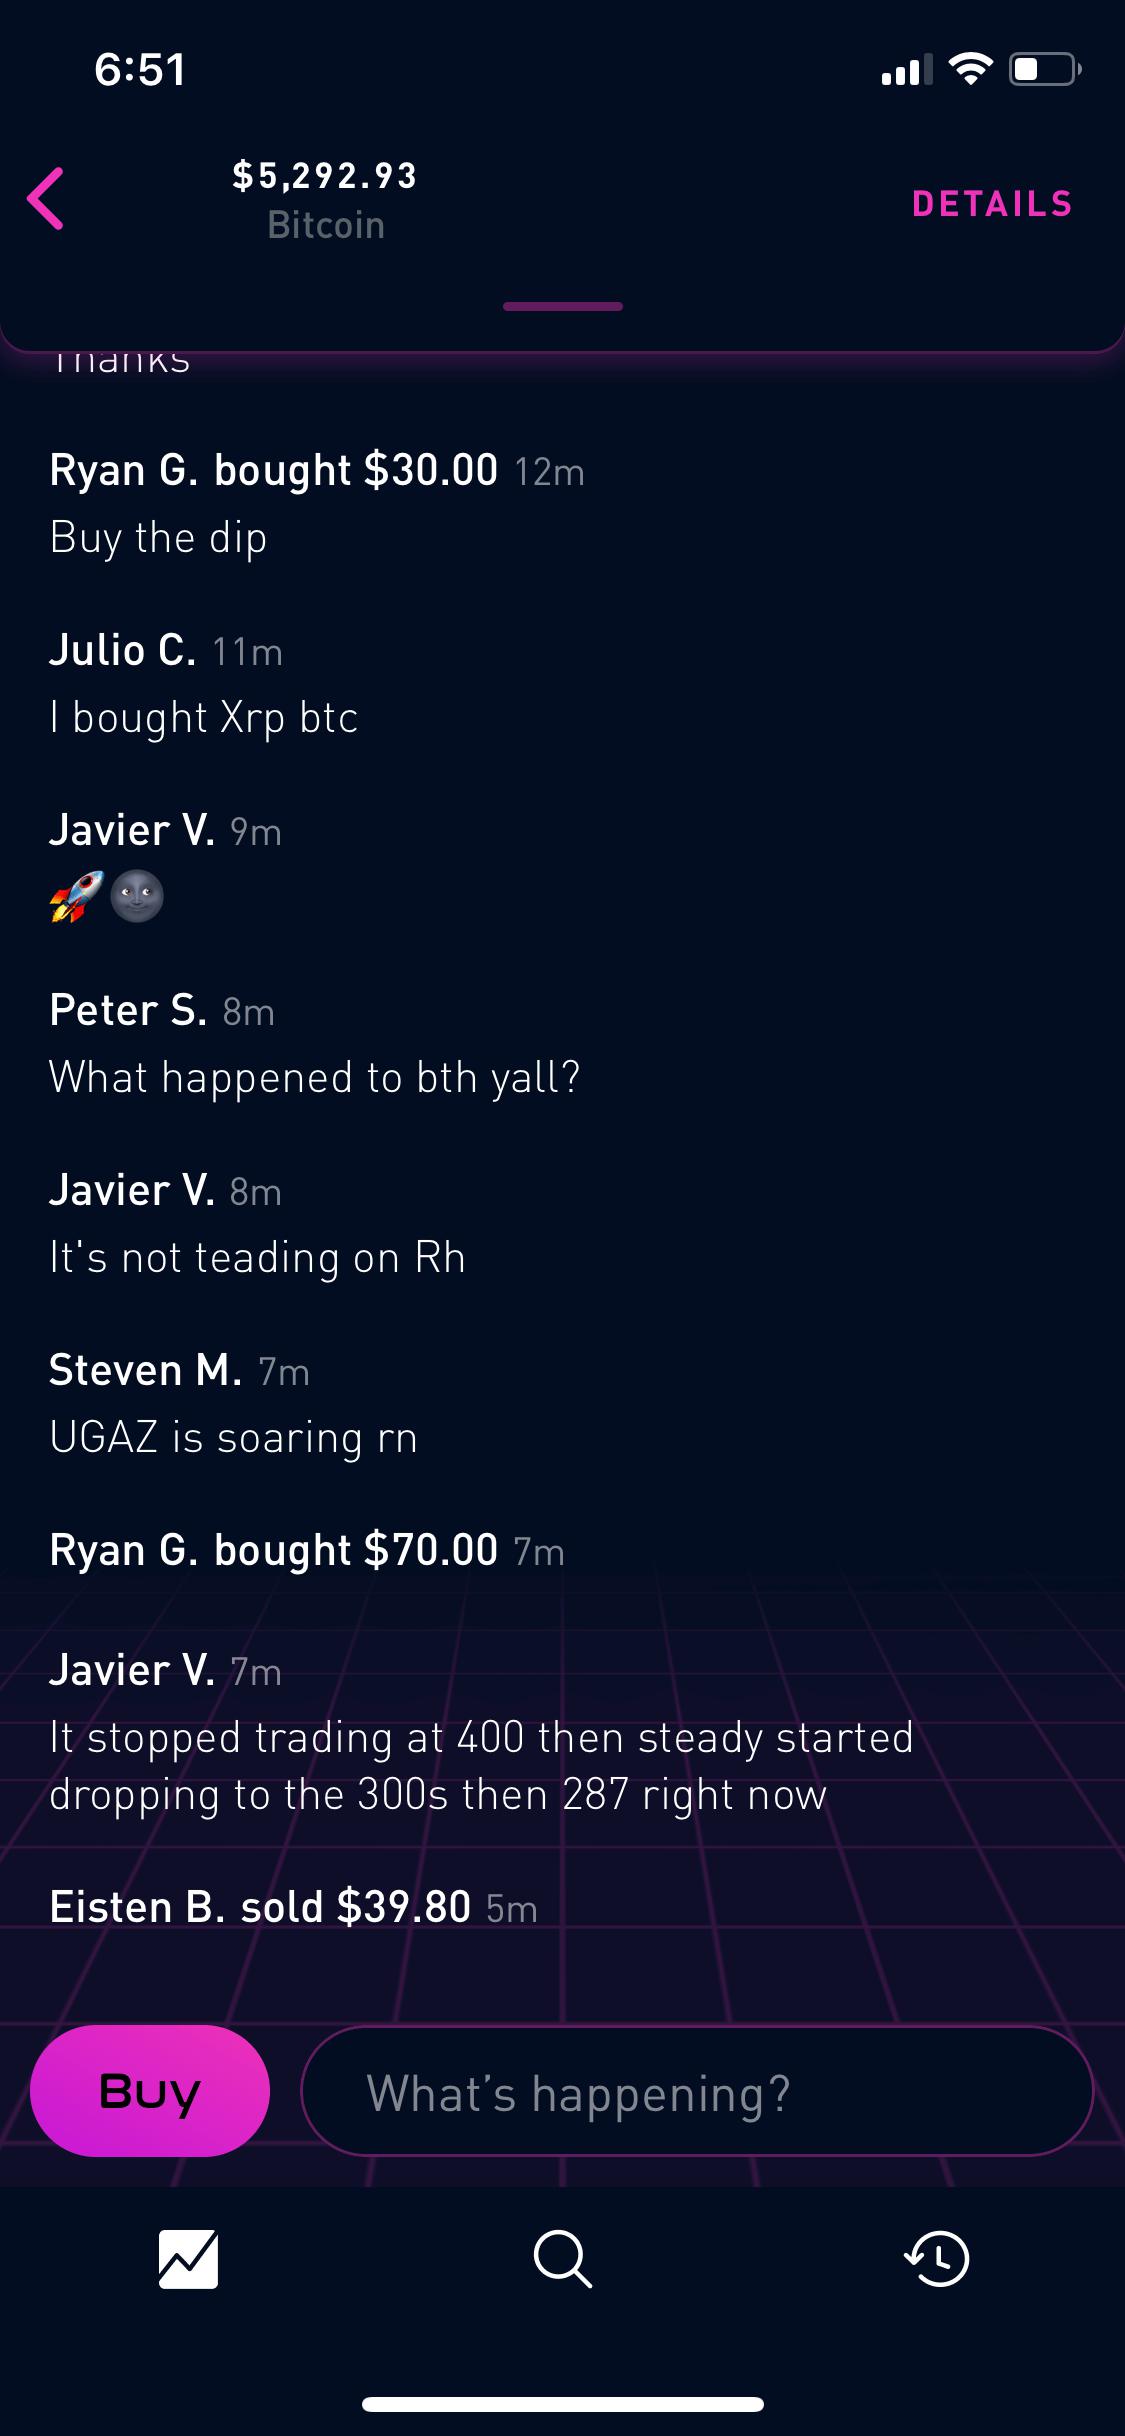 6:51
$5,292.93
Bitcoin
DETAILS
Thanks
Ryan G. bought $30.00 12m
Buy the dip
Julio C. 11m
I bought Xrp btc
Javier V. 9m
🚀🌚
Peter S. 8m
What happened to bth yall?
Javier V. 8m
It's not teading on Rh
Steven M. 7m
UGAZ is soaring rn
Ryan G. bought $70.00 7m
Javier V. 7m
It stopped trading at 400 then steady started
dropping to the 300s then 287 right now
Eisten B. sold $39.80 5m
Buy
What’s happening?